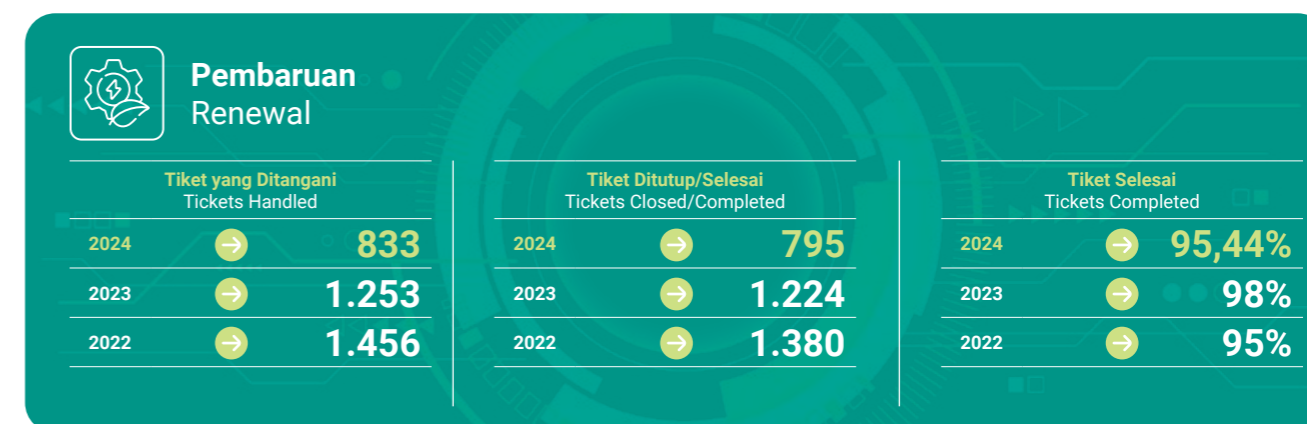 Pembaruan
Renewal
Tiket yang Ditangani
Tickets Handled
2024 833
2023 1.253
2022 1.456
Tiket Ditutup/Selesai
Tickets Closed/Completed
2024 795
2023 1.224
2022 1.380
Tiket Selesai
Tickets Completed
2024 95,44%
2023 98%
2022 95%